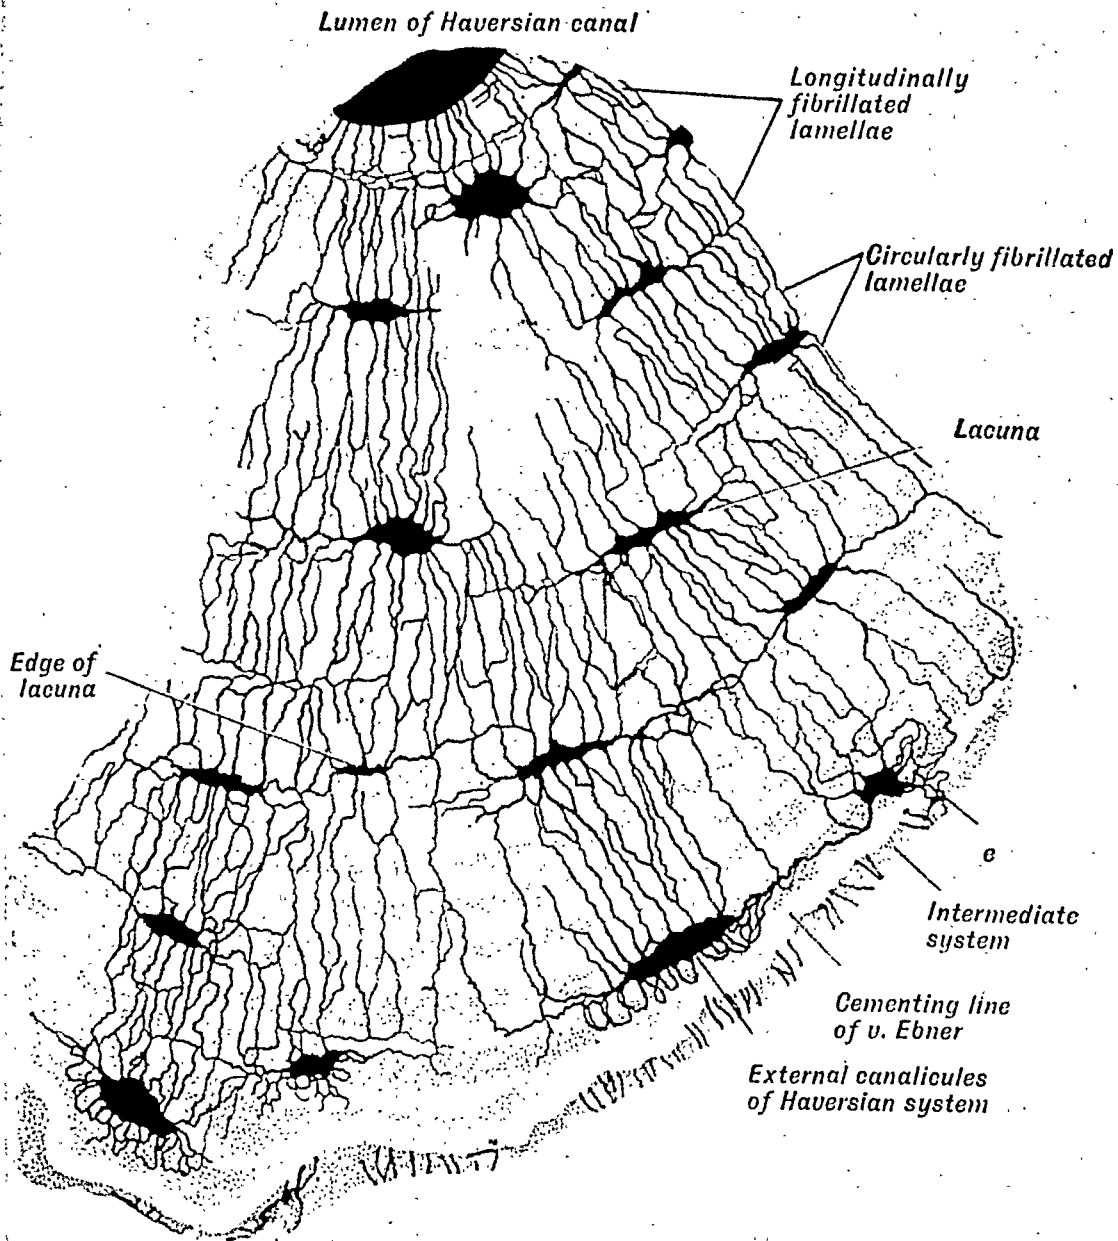 Lumen of Haversian canal
Longitudinally
fibrillated
lamellae
Circularly fibrillated
lamellae
Lacuna
Edge of
lacuna
c
Intermediate
system
Cementing line
of v. Ebner
External canalicules
of Haversian system